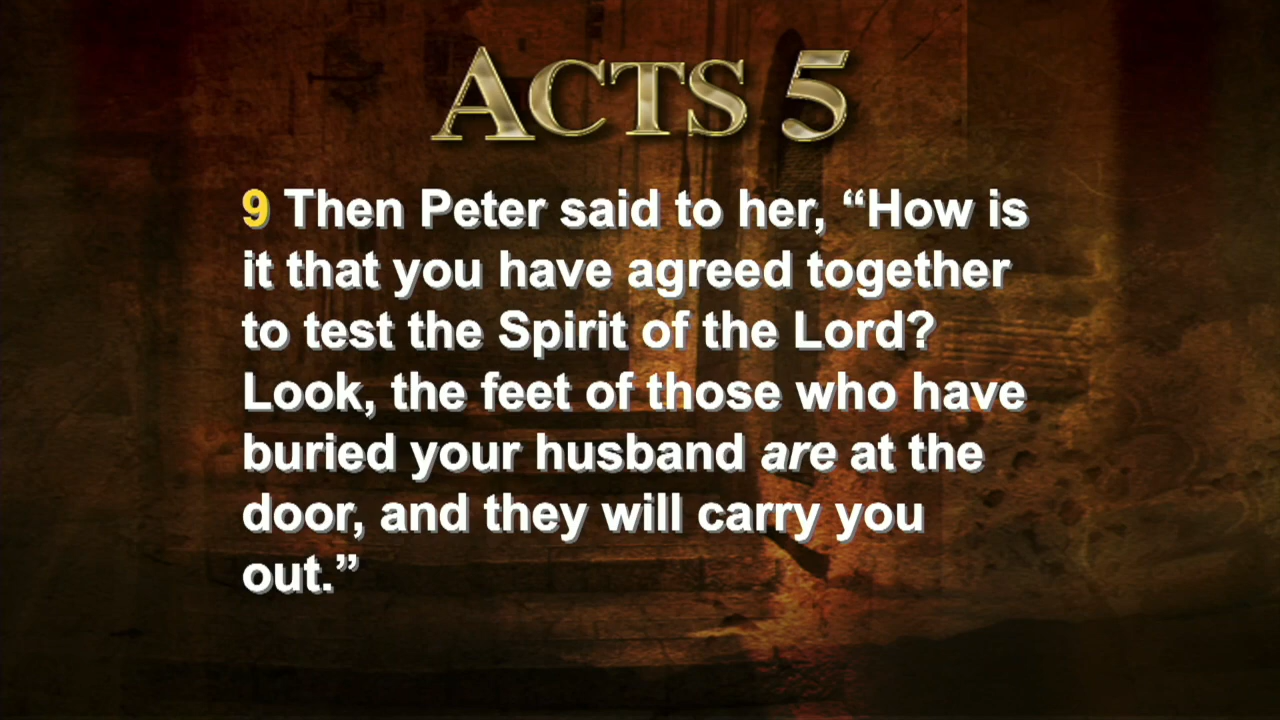 ACTS 5
9 Then Peter said to her, “How is
it that you have agreed together
to test the Spirit of the Lord?
Look, the feet of those who have
buried your husband are at the
door, and they will carry you
out.”